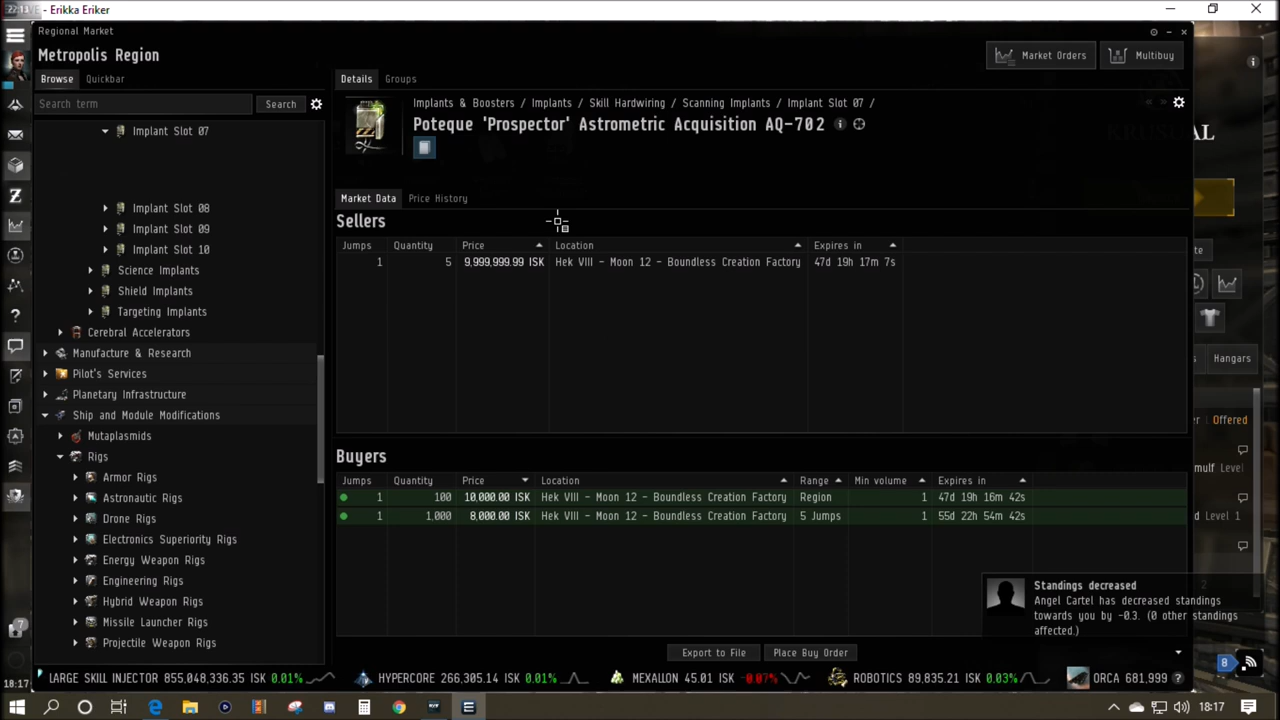 Erikka Eriker
Regional Market
Metropolis Region
Market Orders
Multibuy
Browse
Quickbar
Search term
Search
Implant Slot 07
Implant Slot 08
Implant Slot 09
Implant Slot 10
Science Implants
Shield Implants
Targeting Implants
Cerebral Accelerators
Manufacture & Research
Pilot's Services
Planetary Infrastructure
Ship and Module Modifications
Mutaplasmids
Rigs
Armor Rigs
Astronautic Rigs
Drone Rigs
Electronics Superiority Rigs
Energy Weapon Rigs
Engineering Rigs
Hybrid Weapon Rigs
Missile Launcher Rigs
Projectile Weapon Rigs
Details
Groups
Implants & Boosters / Implants / Skill Hardwiring / Scanning Implants / Implant Slot 07 /
Poteque 'Prospector' Astrometric Acquisition AQ-702
Market Data
Price History
Sellers
Jumps Quantity Price Location Expires in
1 5 9,999,999.99 ISK Hek VIII - Moon 12 - Boundless Creation Factory 47d 19h 17m 7s
Buyers
Jumps Quantity Price Location Range Min volume Expires in
1 100 10,000.00 ISK Hek VIII - Moon 12 - Boundless Creation Factory Region 1 47d 19h 16m 42s
1 1,000 8,000.00 ISK Hek VIII - Moon 12 - Boundless Creation Factory 5 Jumps 1 55d 22h 54m 42s
Export to File
Place Buy Order
Hangars
Offered
Level
Level 1
2
Standings decreased
Angel Cartel has decreased standings
towards you by -0.3. (0 other standings
affected.)
7
8
18:17
LARGE SKILL INJECTOR 855,048,336.35 ISK 0.01%
HYPERCORE 266,305.14 ISK 0.01%
MEXALLON 45.01 ISK -0.07%
ROBOTICS 89,835.21 ISK 0.03%
ORCA 681,999
18:17